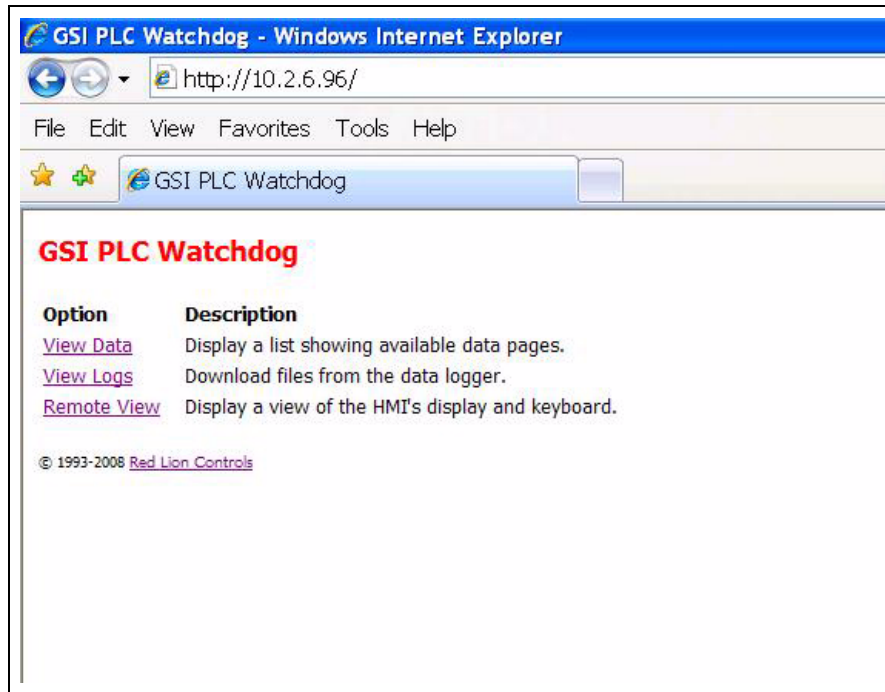 GSI PLC Watchdog - Windows Internet Explorer
http://10.2.6.96/
File Edit View Favorites Tools Help
GSI PLC Watchdog
GSI PLC Watchdog
Option Description
View Data Display a list showing available data pages.
View Logs Download files from the data logger.
Remote View Display a view of the HMI's display and keyboard.
© 1993-2008 Red Lion Controls